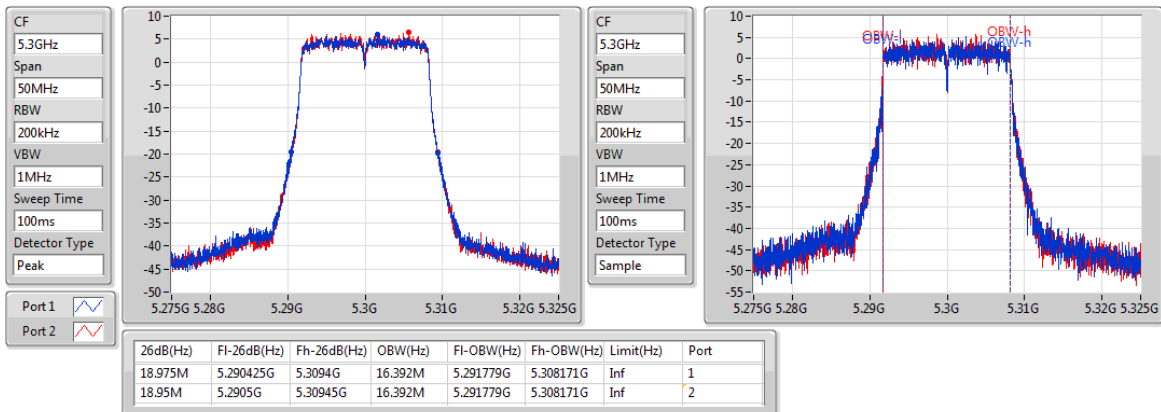 CF
5.3GHz
Span
50MHz
RBW
200kHz
VBW
1MHz
Sweep Time
100ms
Detector Type
Peak
Port 1
Port 2
10
5
0
-5
-10
-15
-20
-25
-30
-35
-40
-45
-50
5.275G 5.28G 5.29G 5.3G 5.31G 5.32G 5.325G
CF
5.3GHz
Span
50MHz
RBW
200kHz
VBW
1MHz
Sweep Time
100ms
Detector Type
Sample
10
5
0
-5
-10
-15
-20
-25
-30
-35
-40
-45
-50
-55
OBW-l
OBW-h
OBW-h
5.275G 5.28G 5.29G 5.3G 5.31G 5.32G 5.325G
26dB(Hz) Fl-26dB(Hz) Fh-26dB(Hz) OBW(Hz) Fl-OBW(Hz) Fh-OBW(Hz) Limit(Hz) Port
18.975M 5.290425G 5.3094G 16.392M 5.291779G 5.308171G Inf 1
18.95M 5.2905G 5.30945G 16.392M 5.291779G 5.308171G Inf 2